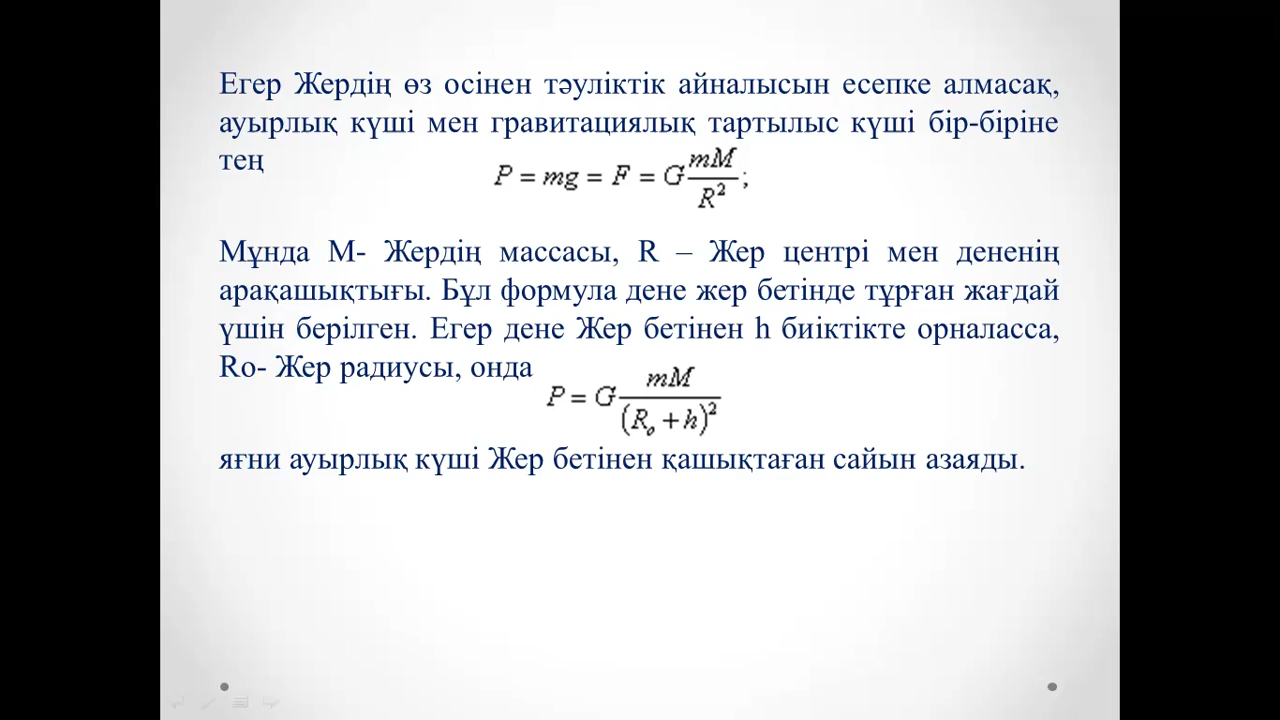 Егер Жердің өз осінен тәуліктік айналысын есепке алмасақ,
ауырлық күші мен гравитациялық тартылыс күші бір-біріне
тең
P = mg = F = G mM / R²;
Мұнда М- Жердің массасы, R – Жер центрі мен дененің
арақашықтығы. Бұл формула дене жер бетінде тұрған жағдай
үшін берілген. Егер дене Жер бетінен h биіктікте орналасса,
Ro- Жер радиусы, онда
P = G mM / (Rₒ + h)²
яғни ауырлық күші Жер бетінен қашықтаған сайын азаяды.